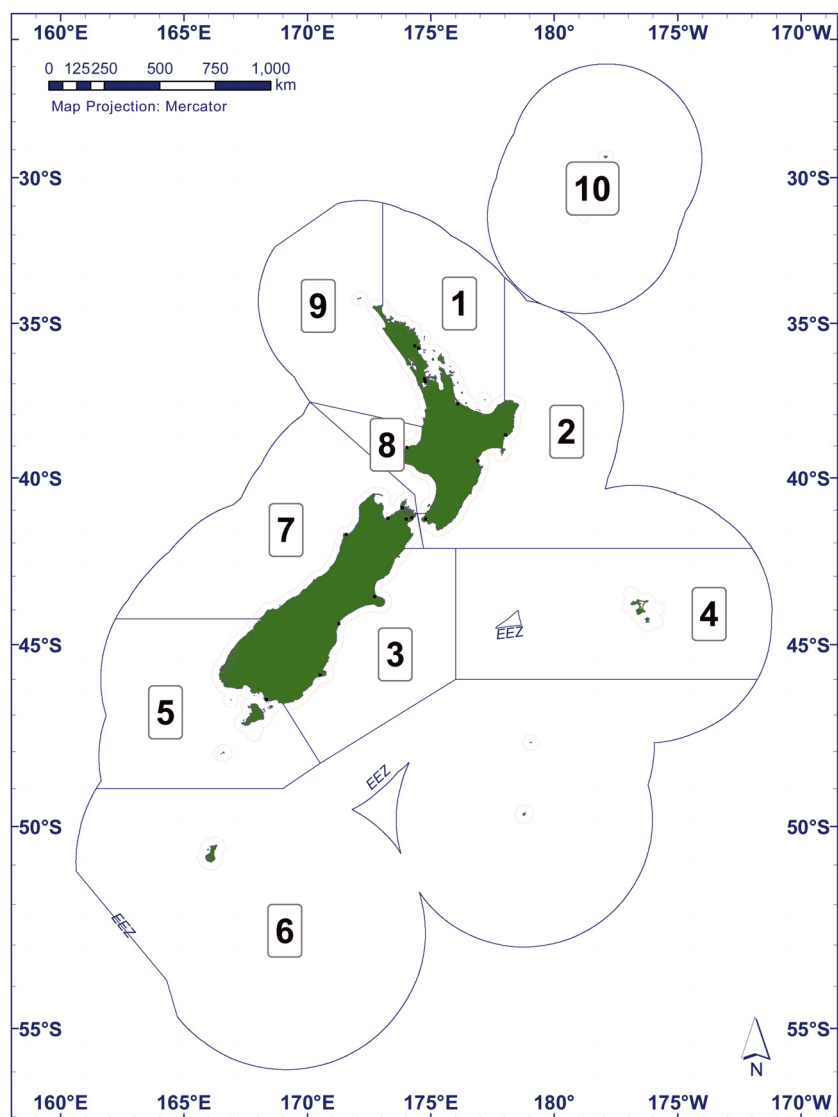 160°E 165°E 170°E 175°E 180° 175°W 170°W
0 125 250 500 750 1,000
km
Map Projection: Mercator
30°S 10 30°S
9 1
35°S 35°S
2
8
40°S 40°S
7
4
EEZ
45°S 3 45°S
5
EEZ
50°S 50°S
EEZ
6
55°S 55°S
N
160°E 165°E 170°E 175°E 180° 175°W 170°W